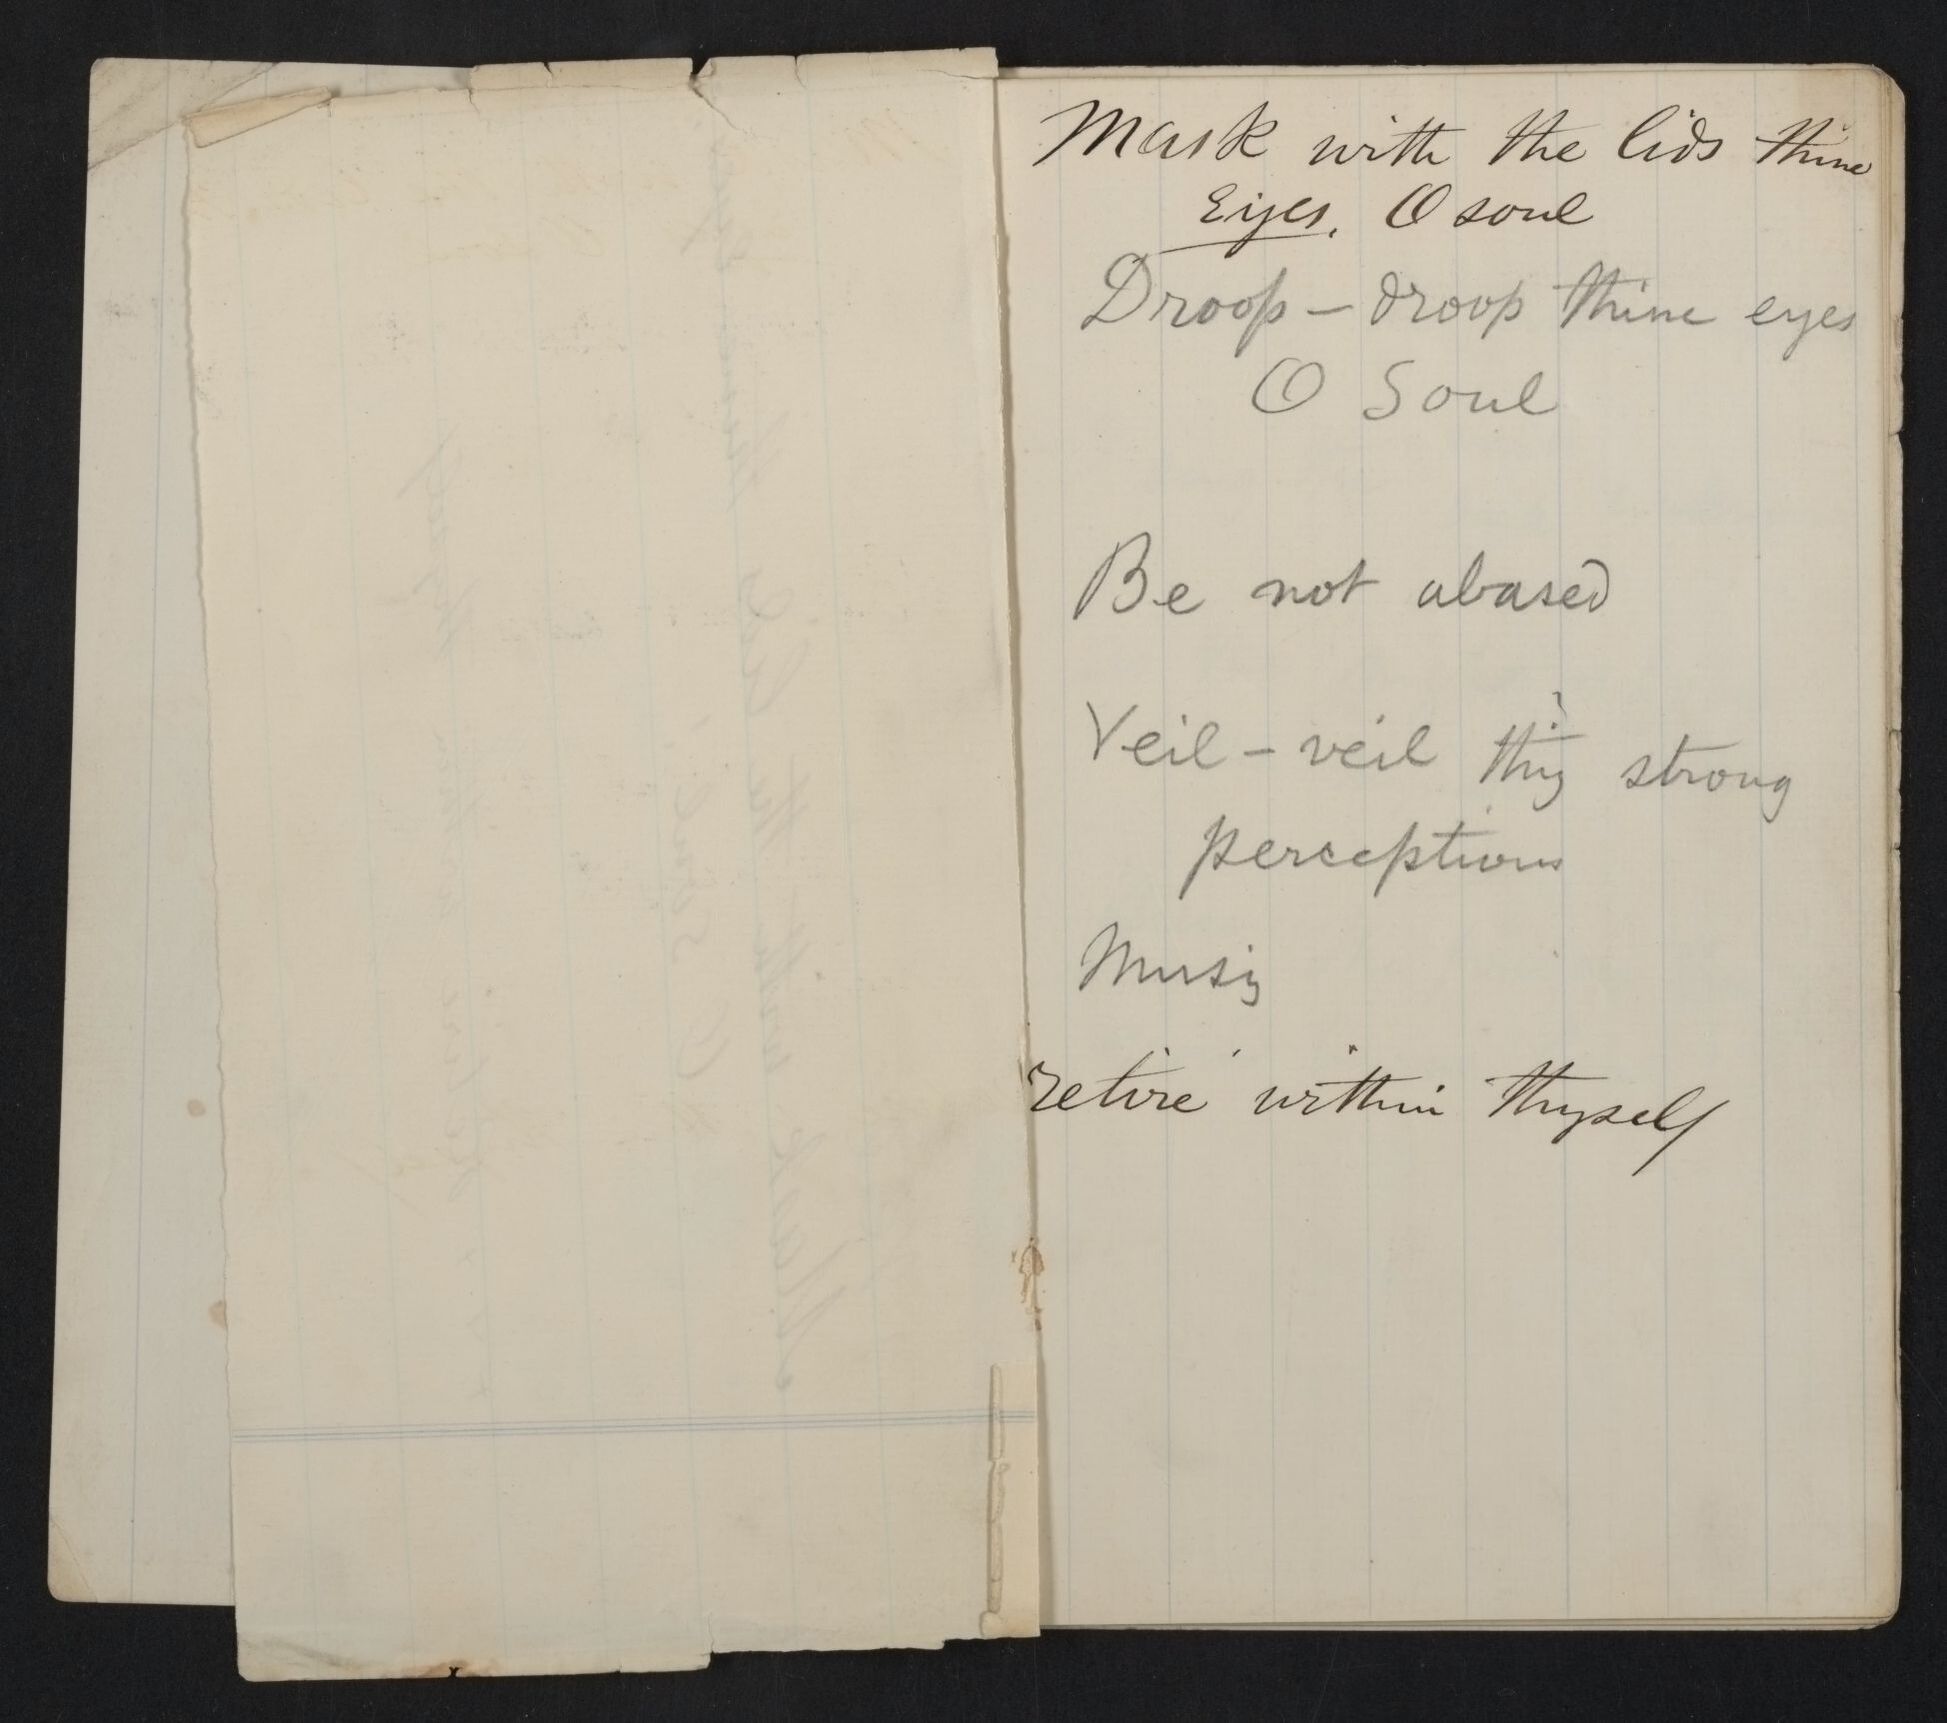 Mask with the lids thine
Eyes, O soul
Droop – droop thine eyes
O Soul
Be not abased
Veil – veil thy strong
perceptions
retire within thyself